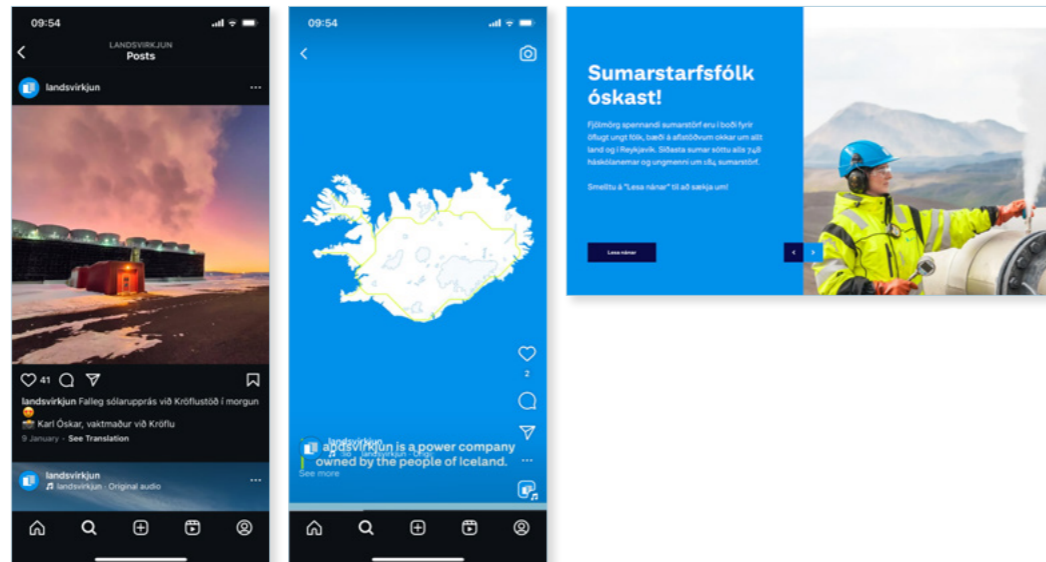 09:54
LANDSVIRKJUN
Posts
landsvirkjun
41
landsvirkjun Falleg sólarupprás við Kröflustöð í morgun
Karl Óskar, vaktmaður við Kröflu
9 January · See Translation
landsvirkjun
landsvirkjun · Original audio
09:54
2
landsvirkjun is a power company
owned by the people of Iceland.
See more
Sumarstarfsfólk
óskast!
Fjölmörg spennandi sumarstörf eru í boði fyrir
öflugt ungt fólk, bæði á aflstöðvum okkar um allt
land og í Reykjavík. Síðasta sumar sóttu alls 748
háskólanemar og ungmenni um 184 sumarstörf.
Smelltu á "Lesa nánar" til að sækja um!
Lesa nánar